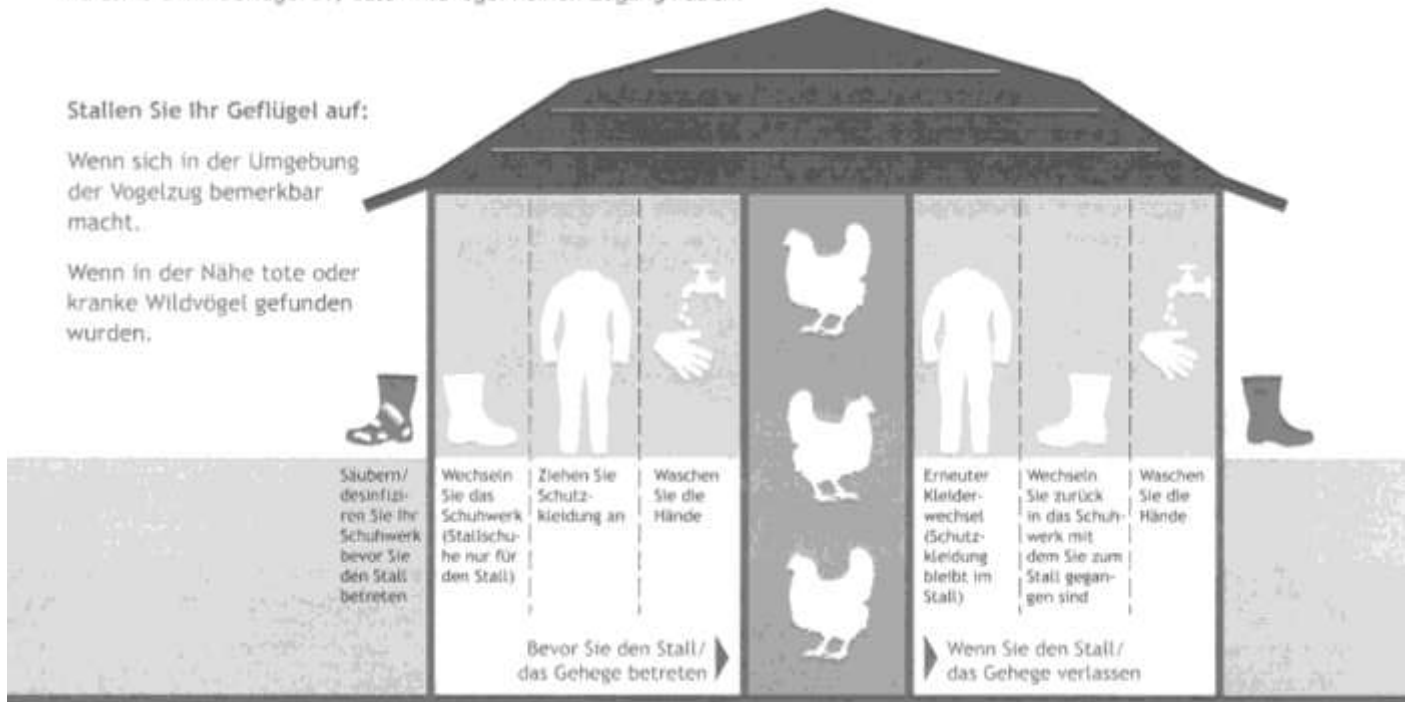 Stallen Sie Ihr Geflügel auf:
Wenn sich in der Umgebung
der Vogelzug bemerkbar
macht.
Wenn in der Nähe tote oder
kranke Wildvögel gefunden
wurden.
Säubern/
desinfizi-
ren Sie Ihr
Schuhwerk
bevor Sie
den Stall
betreten
Wechseln
Sie das
Schuhwerk
(Stallschu-
he nur für
den Stall)
Ziehen Sie
Schutz-
kleidung an
Waschen
Sie die
Hände
Bevor Sie den Stall/
das Gehege betreten
Erneuter
Kleider-
wechsel
(Schutz-
kleidung
bleibt im
Stall)
Wechseln
Sie zurück
in das Schuh-
werk mit
dem Sie zum
Stall gegan-
gen sind
Waschen
Sie die
Hände
Wenn Sie den Stall/
das Gehege verlassen